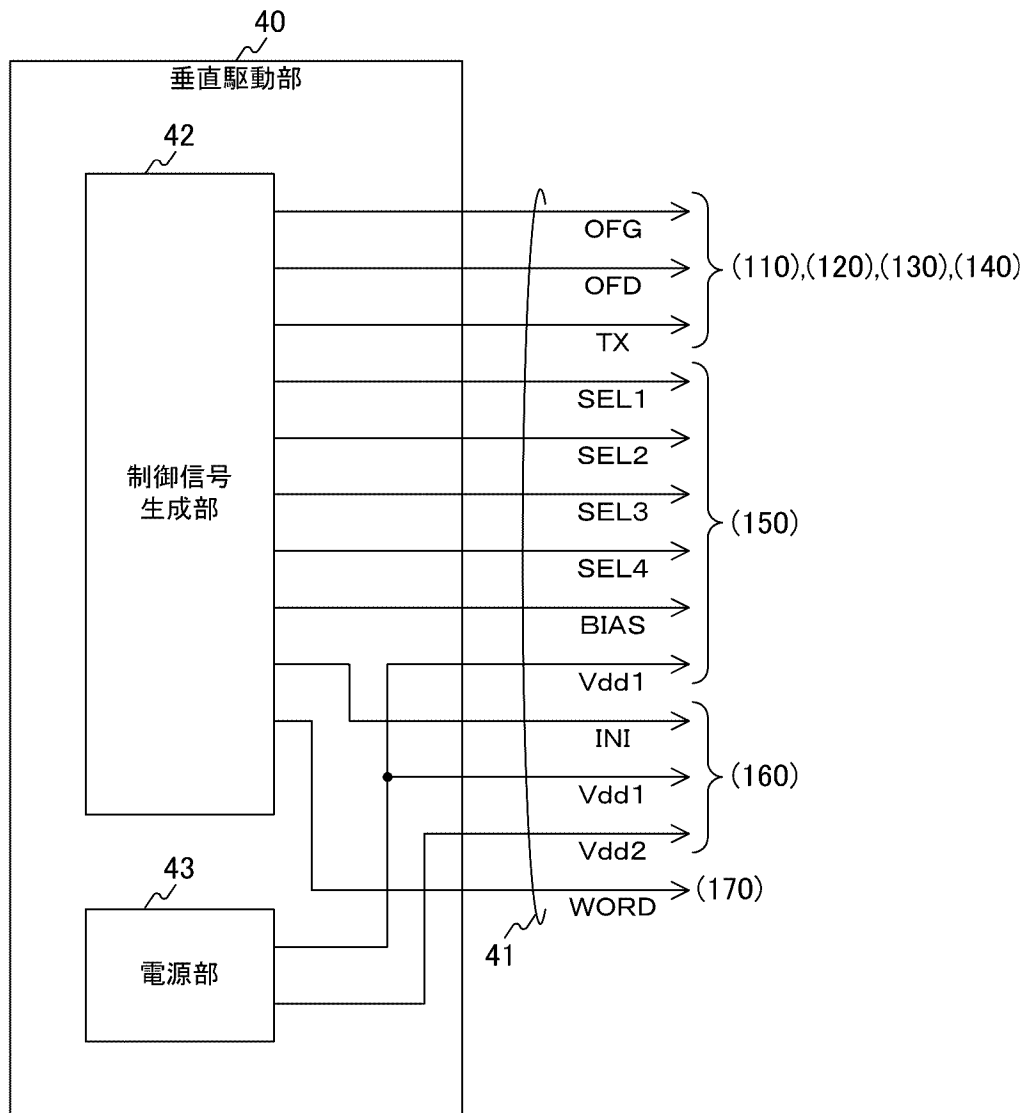 40
垂直駆動部
42
制御信号
生成部
OFG
OFD
TX
(110),(120),(130),(140)
SEL1
SEL2
SEL3
SEL4
BIAS
Vdd1
(150)
INI
Vdd1
Vdd2
(160)
WORD
(170)
41
43
電源部